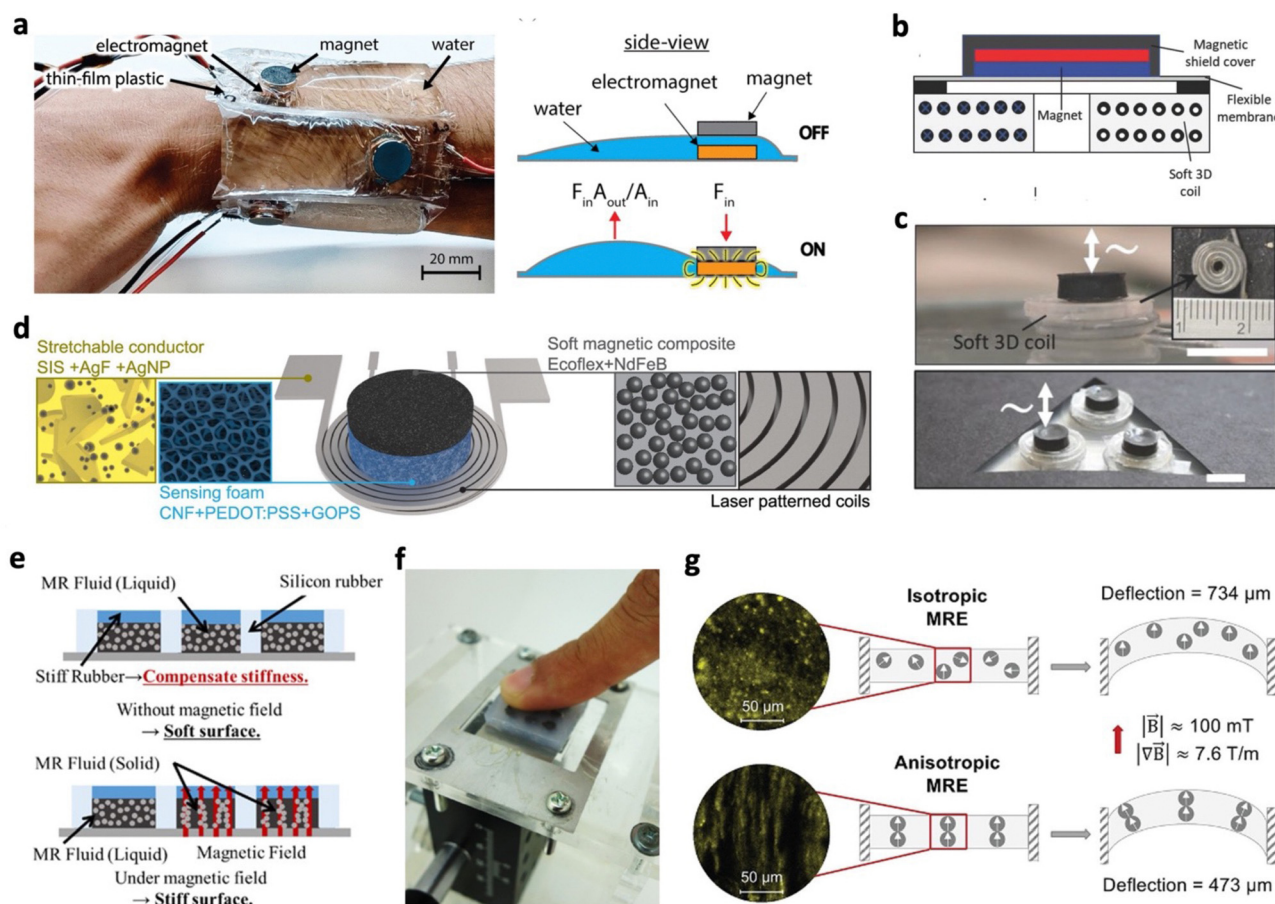 a
electromagnet
magnet
water
thin-film plastic
20 mm
side-view
electromagnet
magnet
water
OFF
F_in A_out/A_in
F_in
ON
b
Magnetic
shield cover
Flexible
membrane
Magnet
Soft 3D
coil
c
Soft 3D coil
1
2
d
Stretchable conductor
SIS +AgF +AgNP
Soft magnetic composite
Ecoflex+NdFeB
Sensing foam
CNF+PEDOT:PSS+GOPS
Laser patterned coils
e
MR Fluid (Liquid)
Silicon rubber
Stiff Rubber→Compensate stiffness.
Without magnetic field
→ Soft surface.
MR Fluid (Solid)
MR Fluid (Liquid)
Magnetic Field
Under magnetic field
→ Stiff surface.
f
g
Isotropic
MRE
50 µm
Deflection = 734 µm
|B⃗| ≈ 100 mT
|∇B⃗| ≈ 7.6 T/m
Anisotropic
MRE
50 µm
Deflection = 473 µm